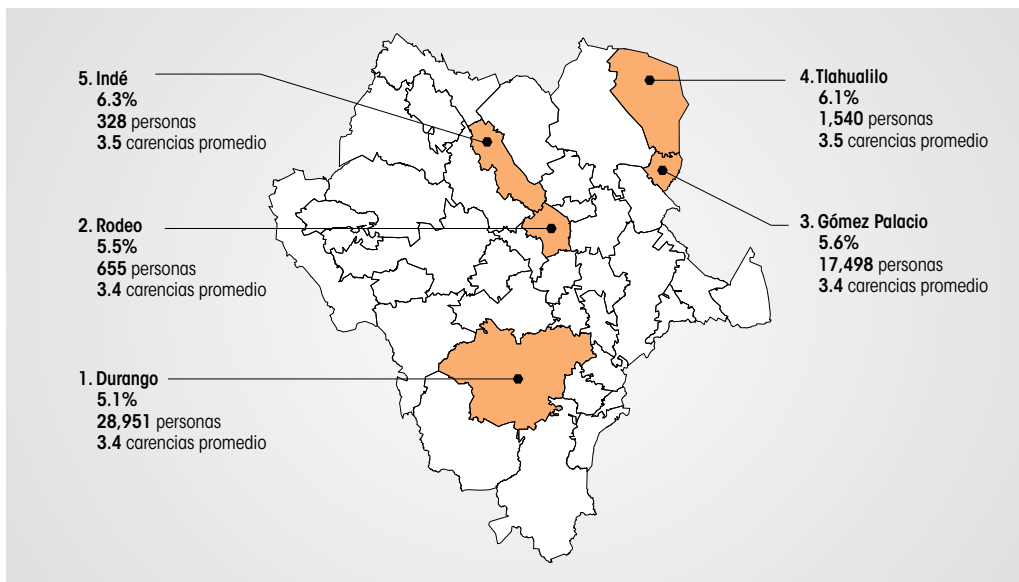 5. Indé
6.3%
328 personas
3.5 carencias promedio
4. Tlahualilo
6.1%
1,540 personas
3.5 carencias promedio
2. Rodeo
5.5%
655 personas
3.4 carencias promedio
3. Gómez Palacio
5.6%
17,498 personas
3.4 carencias promedio
1. Durango
5.1%
28,951 personas
3.4 carencias promedio